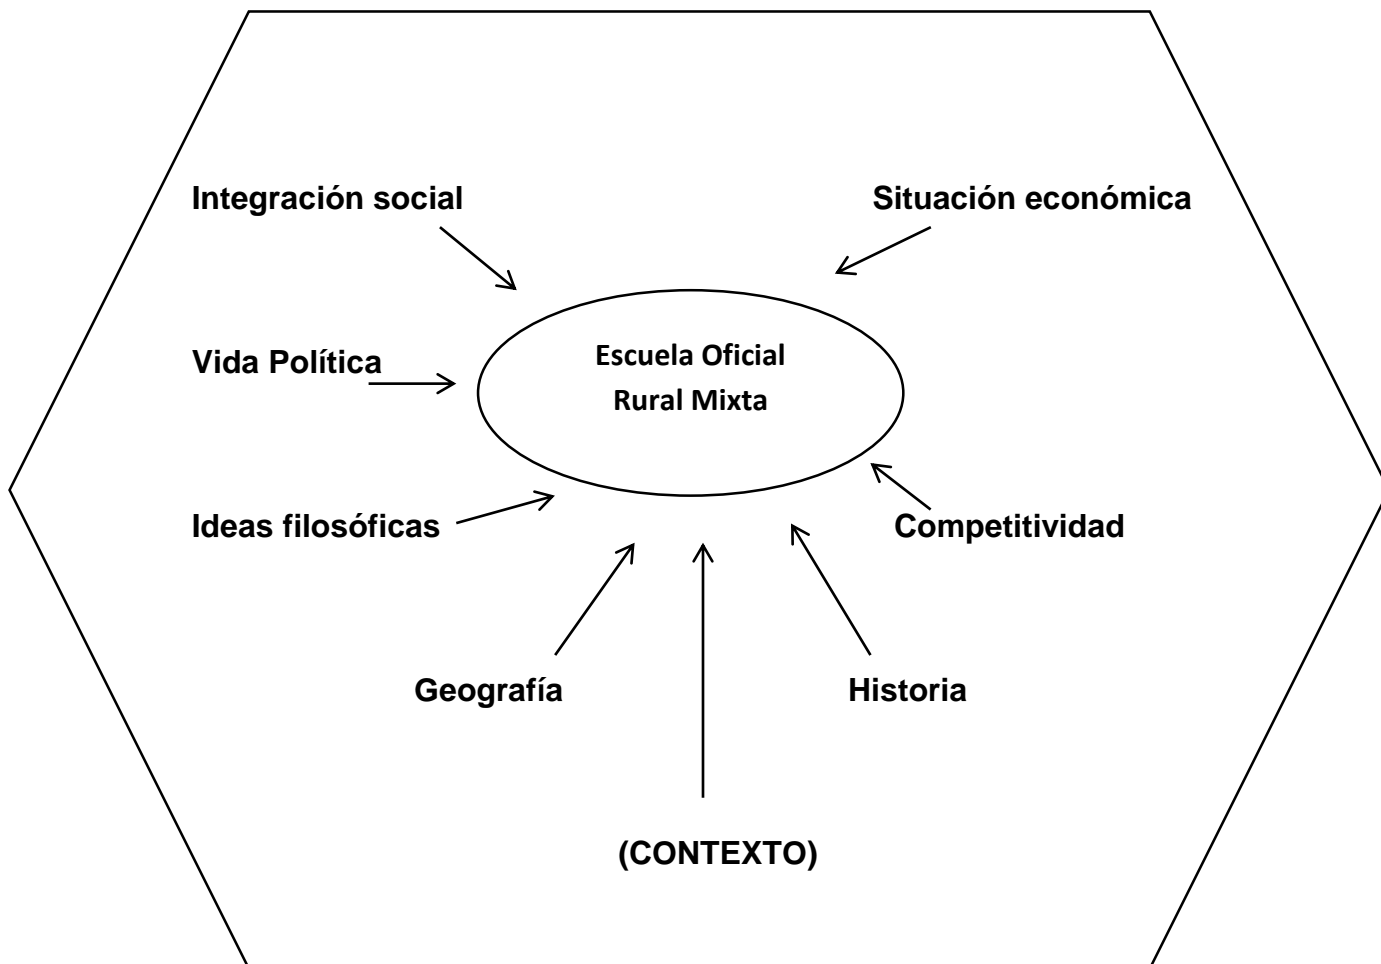 Integración social
Situación económica
Escuela Oficial
Rural Mixta
Vida Política
Ideas filosóficas
Competitividad
Geografía
Historia
(CONTEXTO)